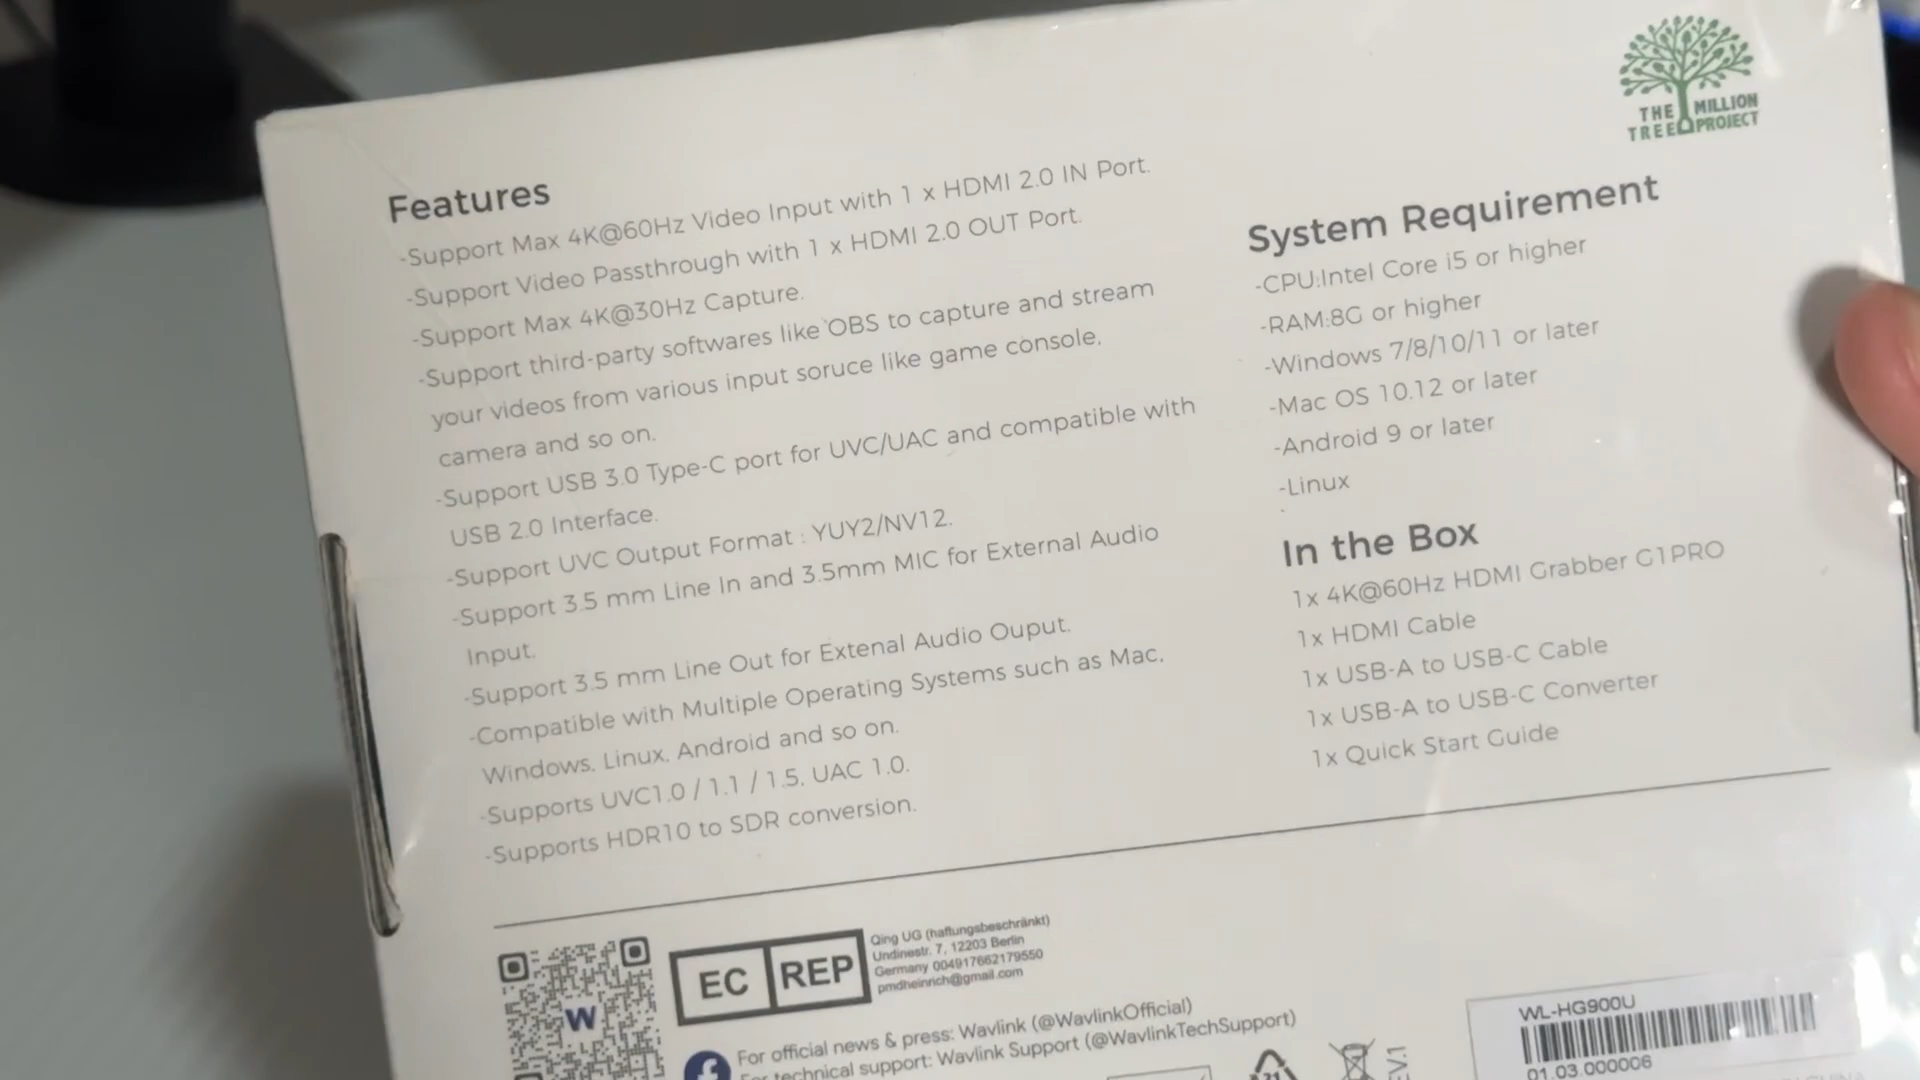 THE MILLION
TREE PROJECT
Features
-Support Max 4K@60Hz Video Input with 1 x HDMI 2.0 IN Port.
-Support Video Passthrough with 1 x HDMI 2.0 OUT Port.
-Support Max 4K@30Hz Capture.
-Support third-party softwares like OBS to capture and stream
your videos from various input soruce like game console,
camera and so on.
-Support USB 3.0 Type-C port for UVC/UAC and compatible with
USB 2.0 Interface.
-Support UVC Output Format : YUY2/NV12.
-Support 3.5 mm Line In and 3.5mm MIC for External Audio
Input.
-Support 3.5 mm Line Out for Extenal Audio Ouput.
-Compatible with Multiple Operating Systems such as Mac,
Windows, Linux, Android and so on.
-Supports UVC1.0 / 1.1 / 1.5, UAC 1.0.
-Supports HDR10 to SDR conversion.
System Requirement
-CPU:Intel Core i5 or higher
-RAM:8G or higher
-Windows 7/8/10/11 or later
-Mac OS 10.12 or later
-Android 9 or later
-Linux
In the Box
1x 4K@60Hz HDMI Grabber G1PRO
1x HDMI Cable
1x USB-A to USB-C Cable
1x USB-A to USB-C Converter
1x Quick Start Guide
W
EC REP
Qing UG (haftungsbeschränkt)
Undinestr. 7, 12203 Berlin
Germany 004917662179550
pmdheinrich@gmail.com
For official news & press: Wavlink (@WavlinkOfficial)
For technical support: Wavlink Support (@WavlinkTechSupport)
21
WL-HG900U
01.03.000006